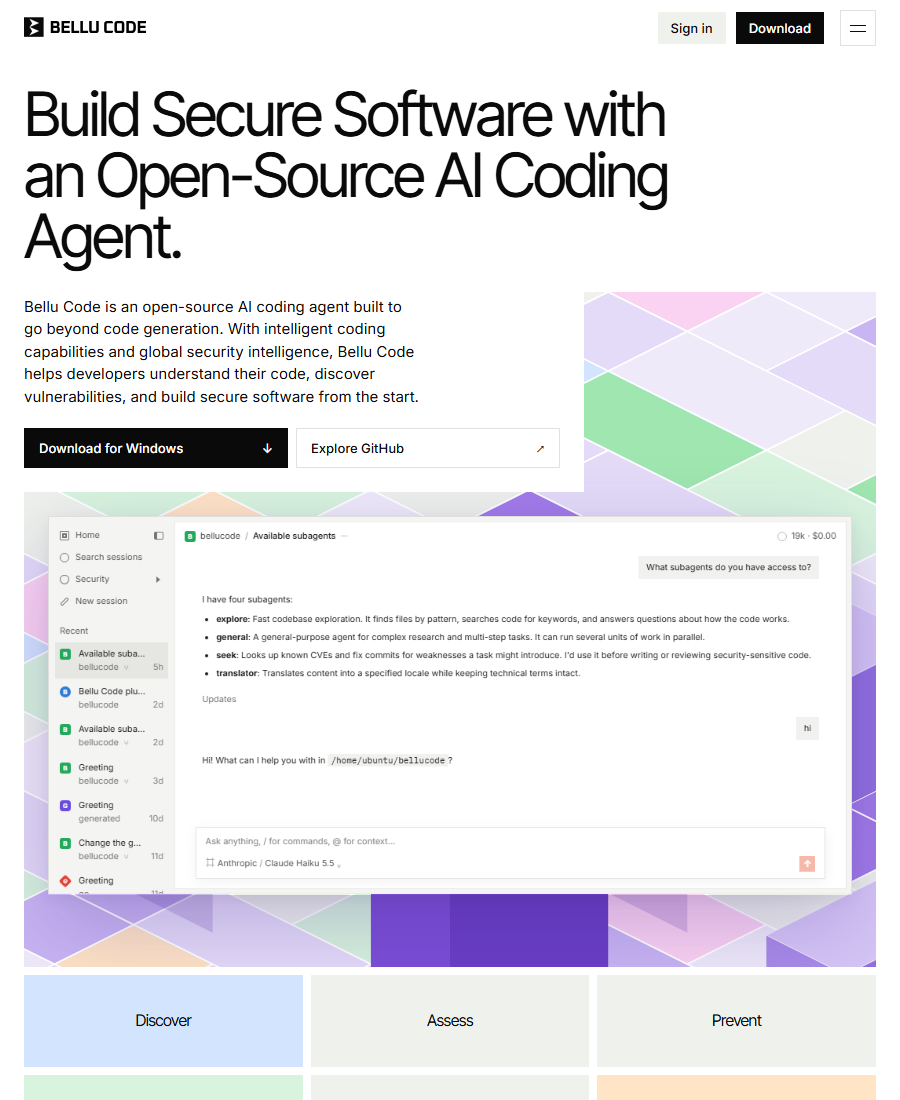 BELLU CODE
Sign in
Download
Build Secure Software with
an Open-Source AI Coding
Agent.
Bellu Code is an open-source AI coding agent built to
go beyond code generation. With intelligent coding
capabilities and global security intelligence, Bellu Code
helps developers understand their code, discover
vulnerabilities, and build secure software from the start.
Download for Windows ↓
Explore GitHub ↗
Home
Search sessions
Security
New session
Recent
B Available suba...
bellucode 5h
B Bellu Code plu...
bellucode 2d
B Available suba...
bellucode 2d
B Greeting
bellucode 3d
G Greeting
generated 10d
B Change the g...
bellucode 11d
Greeting
11d
B bellucode / Available subagents ···
19k · $0.00
What subagents do you have access to?
I have four subagents:
• explore: Fast codebase exploration. It finds files by pattern, searches code for keywords, and answers questions about how the code works.
• general: A general-purpose agent for complex research and multi-step tasks. It can run several units of work in parallel.
• seek: Looks up known CVEs and fix commits for weaknesses a task might introduce. I'd use it before writing or reviewing security-sensitive code.
• translator: Translates content into a specified locale while keeping technical terms intact.
Updates
hi
Hi! What can I help you with in /home/ubuntu/bellucode ?
Ask anything, / for commands, @ for context...
Anthropic / Claude Haiku 5.5
Discover
Assess
Prevent